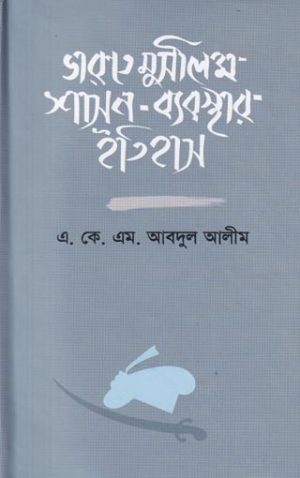 ভারতে মুসলিম
শাসন-ব্যবস্থার
ইতিহাস
এ. কে. এম. আবদুল আলীম